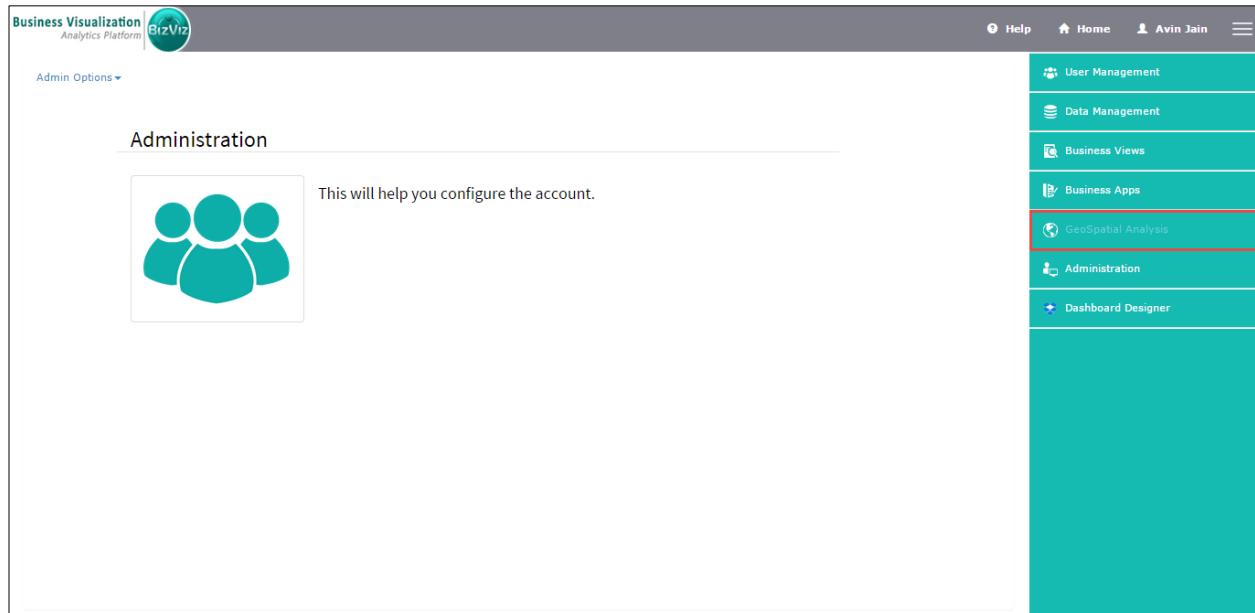 Business Visualization
Analytics Platform
BizViz
Help
Home
Avin Jain
Admin Options
User Management
Data Management
Administration
Business Views
This will help you configure the account.
Business Apps
GeoSpatial Analysis
Administration
Dashboard Designer